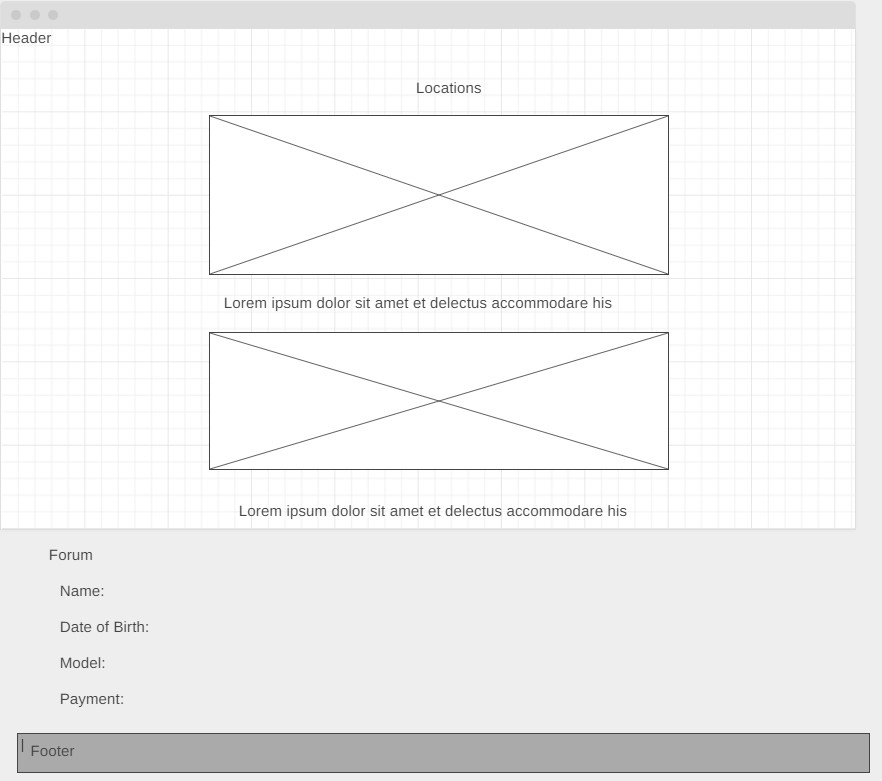 Header
Locations
Lorem ipsum dolor sit amet et delectus accommodare his
Lorem ipsum dolor sit amet et delectus accommodare his
Forum
Name:
Date of Birth:
Model:
Payment:
Footer